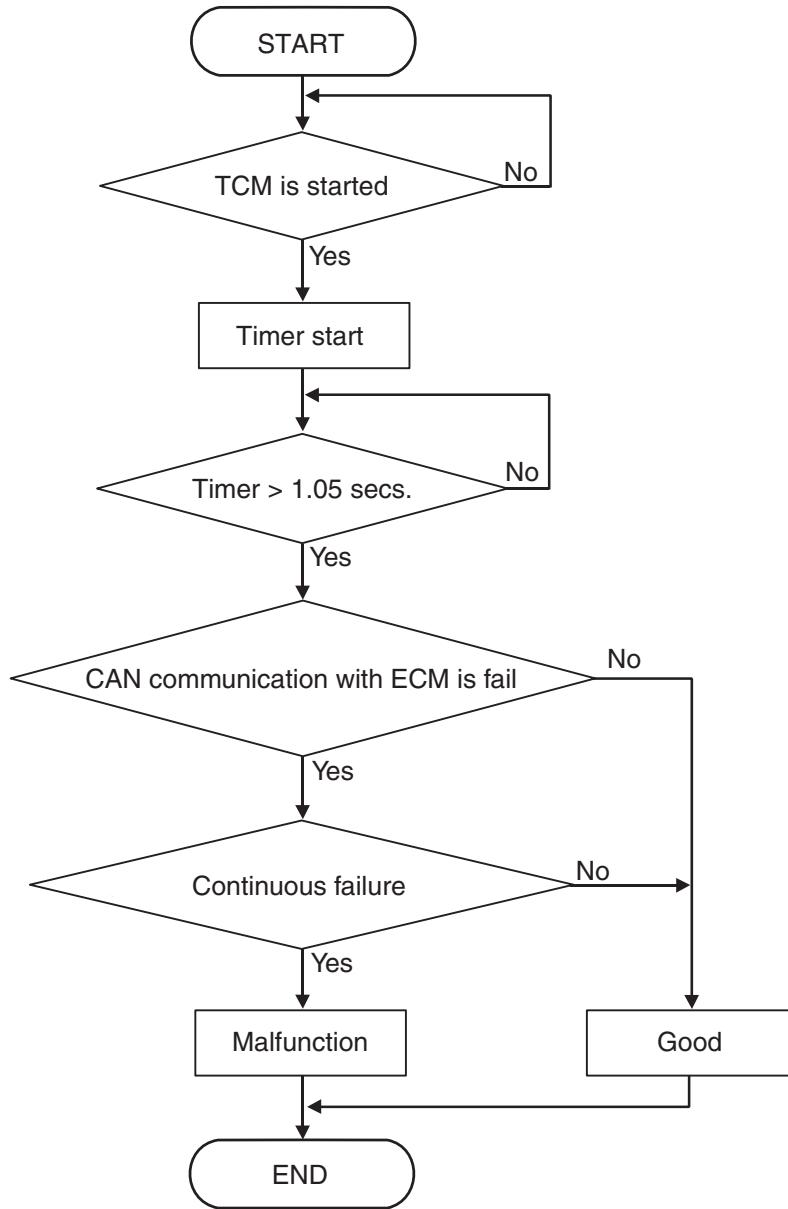 START
TCM is started
No
Yes
Timer start
Timer > 1.05 secs.
No
Yes
CAN communication with ECM is fail
No
Yes
Continuous failure
No
Yes
Malfunction
Good
END